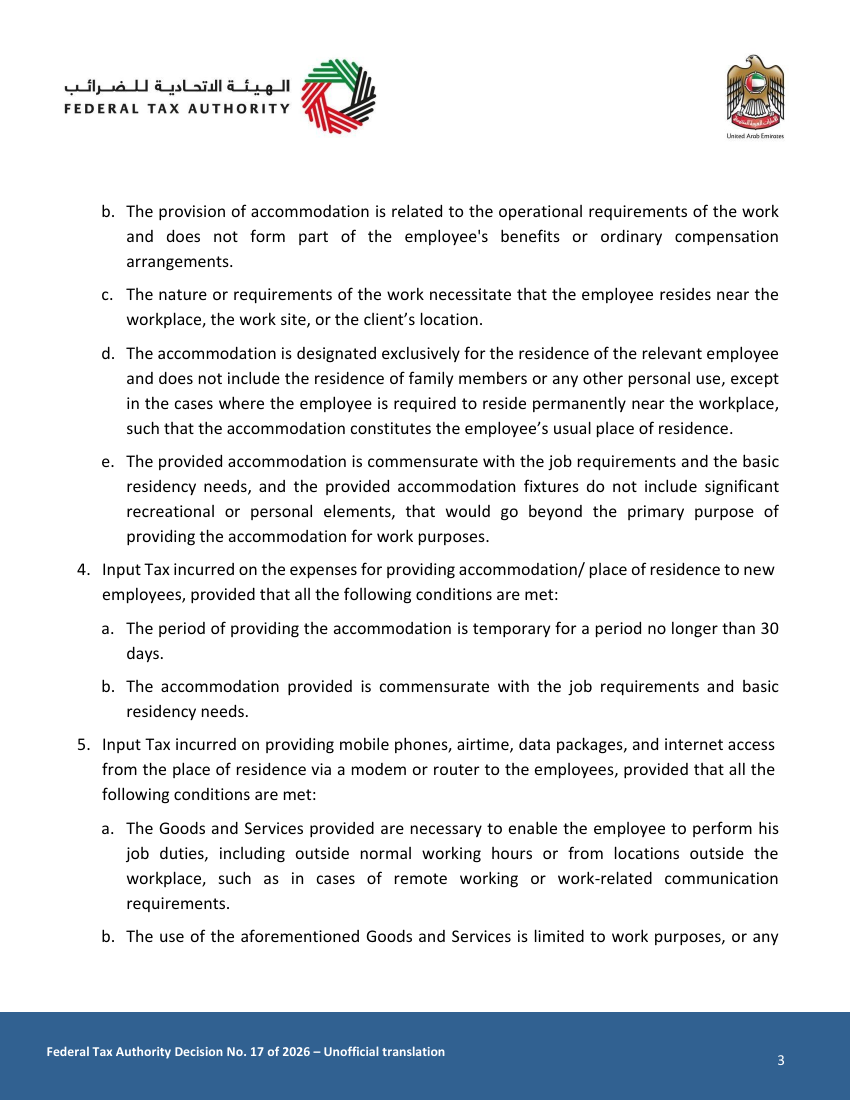 الهيئة الاتحادية للضرائب
FEDERAL TAX AUTHORITY
United Arab Emirates
b. The provision of accommodation is related to the operational requirements of the work
and does not form part of the employee's benefits or ordinary compensation
arrangements.
c. The nature or requirements of the work necessitate that the employee resides near the
workplace, the work site, or the client’s location.
d. The accommodation is designated exclusively for the residence of the relevant employee
and does not include the residence of family members or any other personal use, except
in the cases where the employee is required to reside permanently near the workplace,
such that the accommodation constitutes the employee’s usual place of residence.
e. The provided accommodation is commensurate with the job requirements and the basic
residency needs, and the provided accommodation fixtures do not include significant
recreational or personal elements, that would go beyond the primary purpose of
providing the accommodation for work purposes.
4. Input Tax incurred on the expenses for providing accommodation/ place of residence to new
employees, provided that all the following conditions are met:
a. The period of providing the accommodation is temporary for a period no longer than 30
days.
b. The accommodation provided is commensurate with the job requirements and basic
residency needs.
5. Input Tax incurred on providing mobile phones, airtime, data packages, and internet access
from the place of residence via a modem or router to the employees, provided that all the
following conditions are met:
a. The Goods and Services provided are necessary to enable the employee to perform his
job duties, including outside normal working hours or from locations outside the
workplace, such as in cases of remote working or work-related communication
requirements.
b. The use of the aforementioned Goods and Services is limited to work purposes, or any
Federal Tax Authority Decision No. 17 of 2026 – Unofficial translation
3